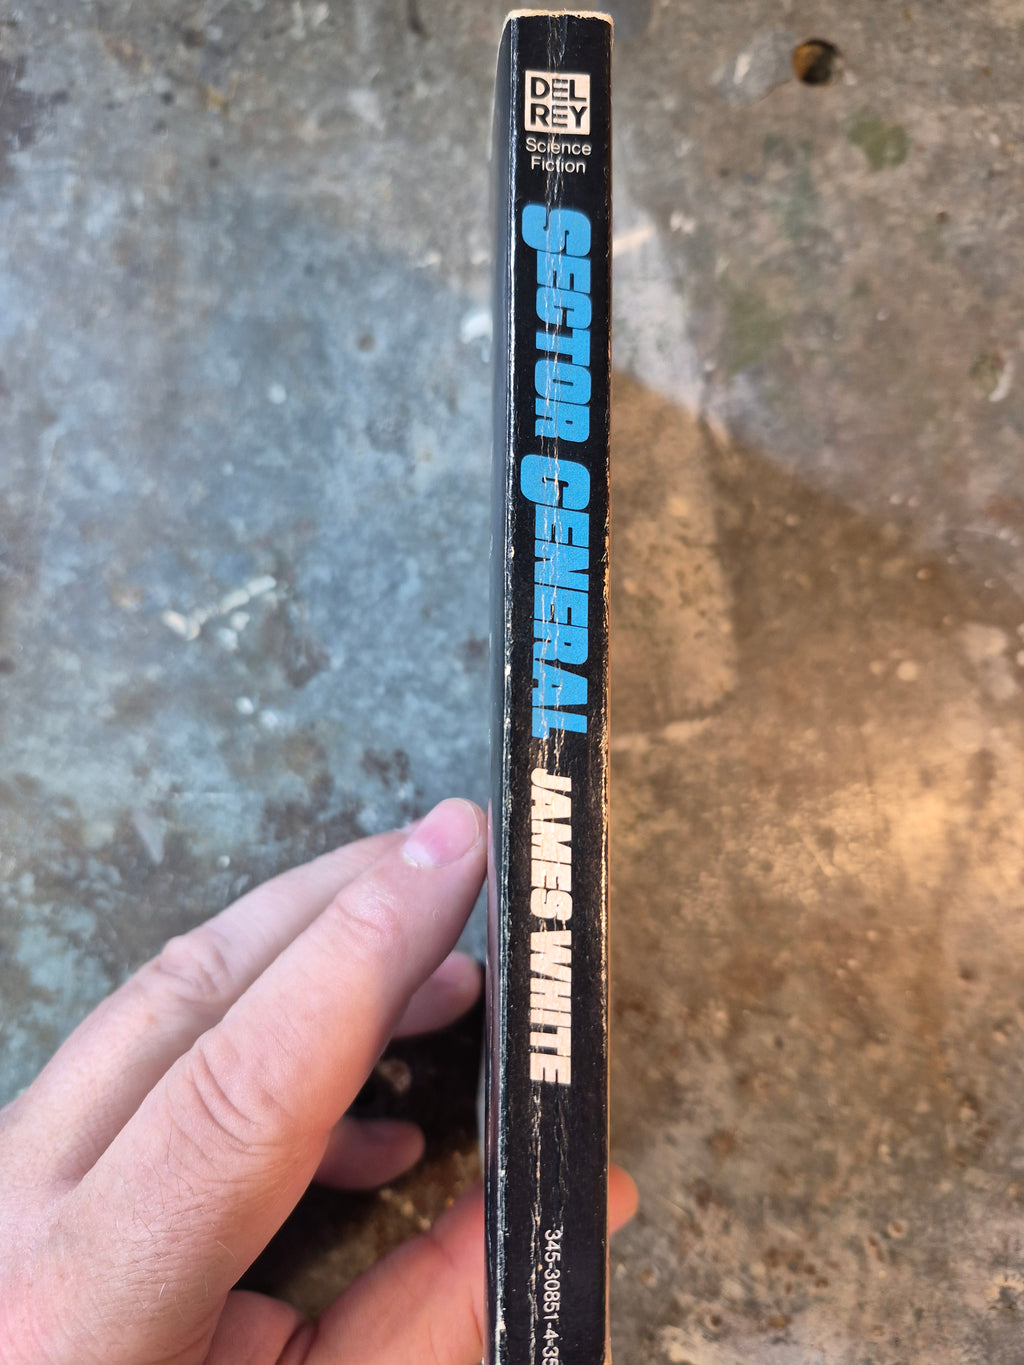 DEL
REY
Science
Fiction
SECTOR GENERAL
JAMES WHITE
345-30851-4-35